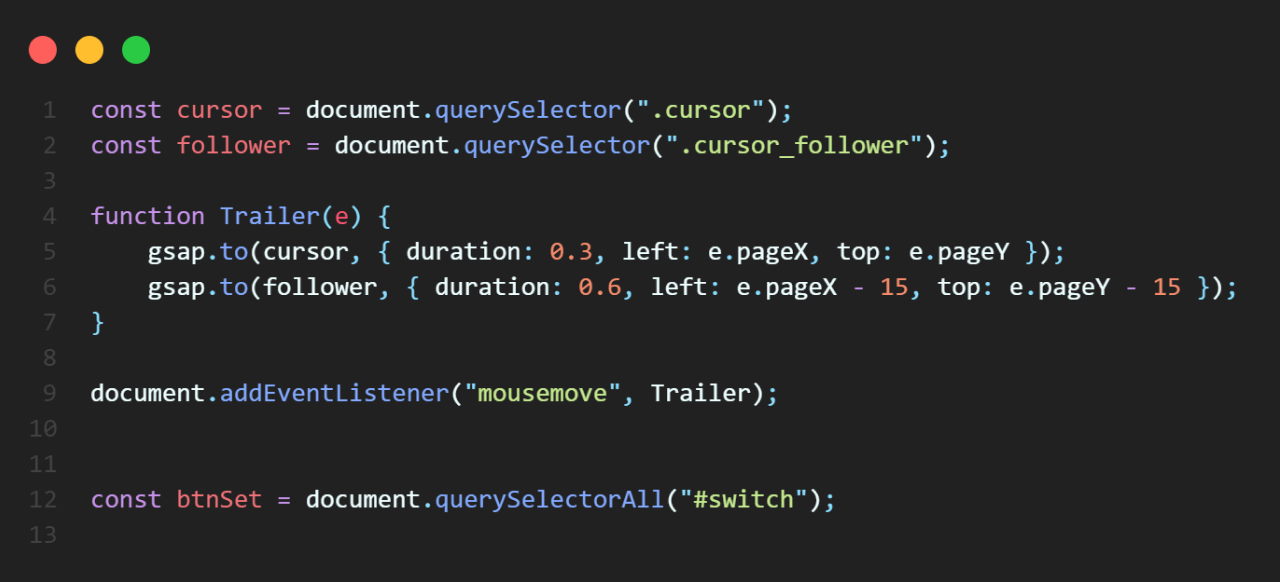 1 const cursor = document.querySelector(".cursor");
2 const follower = document.querySelector(".cursor_follower");
3
4 function Trailer(e) {
5     gsap.to(cursor, { duration: 0.3, left: e.pageX, top: e.pageY });
6     gsap.to(follower, { duration: 0.6, left: e.pageX - 15, top: e.pageY - 15 });
7 }
8
9 document.addEventListener("mousemove", Trailer);
10
11
12 const btnSet = document.querySelectorAll("#switch");
13